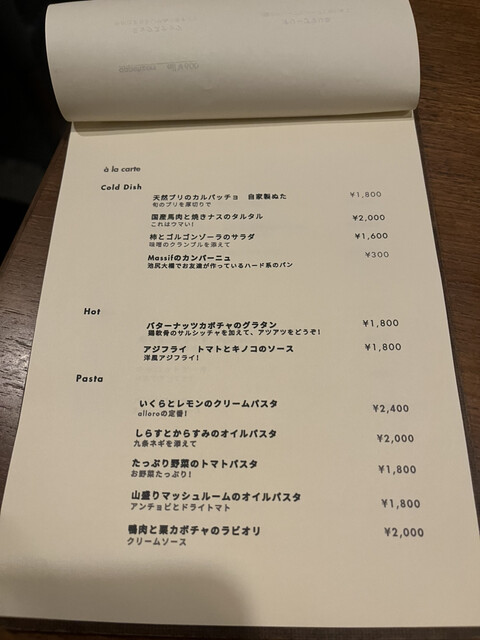 à la carte
Cold Dish
天然ブリのカルパッチョ 自家製ぬた ¥1,800
旬のブリを厚切りで
国産馬肉と焼きナスのタルタル ¥2,000
これはウマい!
柿とゴルゴンゾーラのサラダ ¥1,600
味噌のクランブルを添えて
Massifのカンパーニュ ¥300
池尻大橋でお友達が作っているハード系のパン
Hot
バターナッツカボチャのグラタン ¥1,800
鶏軟骨のサルシッチャを加えて、アツアツをどうぞ!
アジフライ トマトとキノコのソース ¥1,800
洋風アジフライ!
Pasta
いくらとレモンのクリームパスタ ¥2,400
alloroの定番!
しらすとからすみのオイルパスタ ¥2,000
九条ネギを添えて
たっぷり野菜のトマトパスタ ¥1,800
お野菜たっぷり!
山盛りマッシュルームのオイルパスタ ¥1,800
アンチョビとドライトマト
鴨肉と栗カボチャのラビオリ ¥2,000
クリームソース